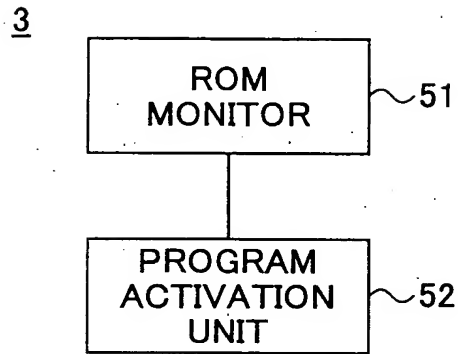 3
ROM
MONITOR
51
PROGRAM
ACTIVATION
UNIT
52